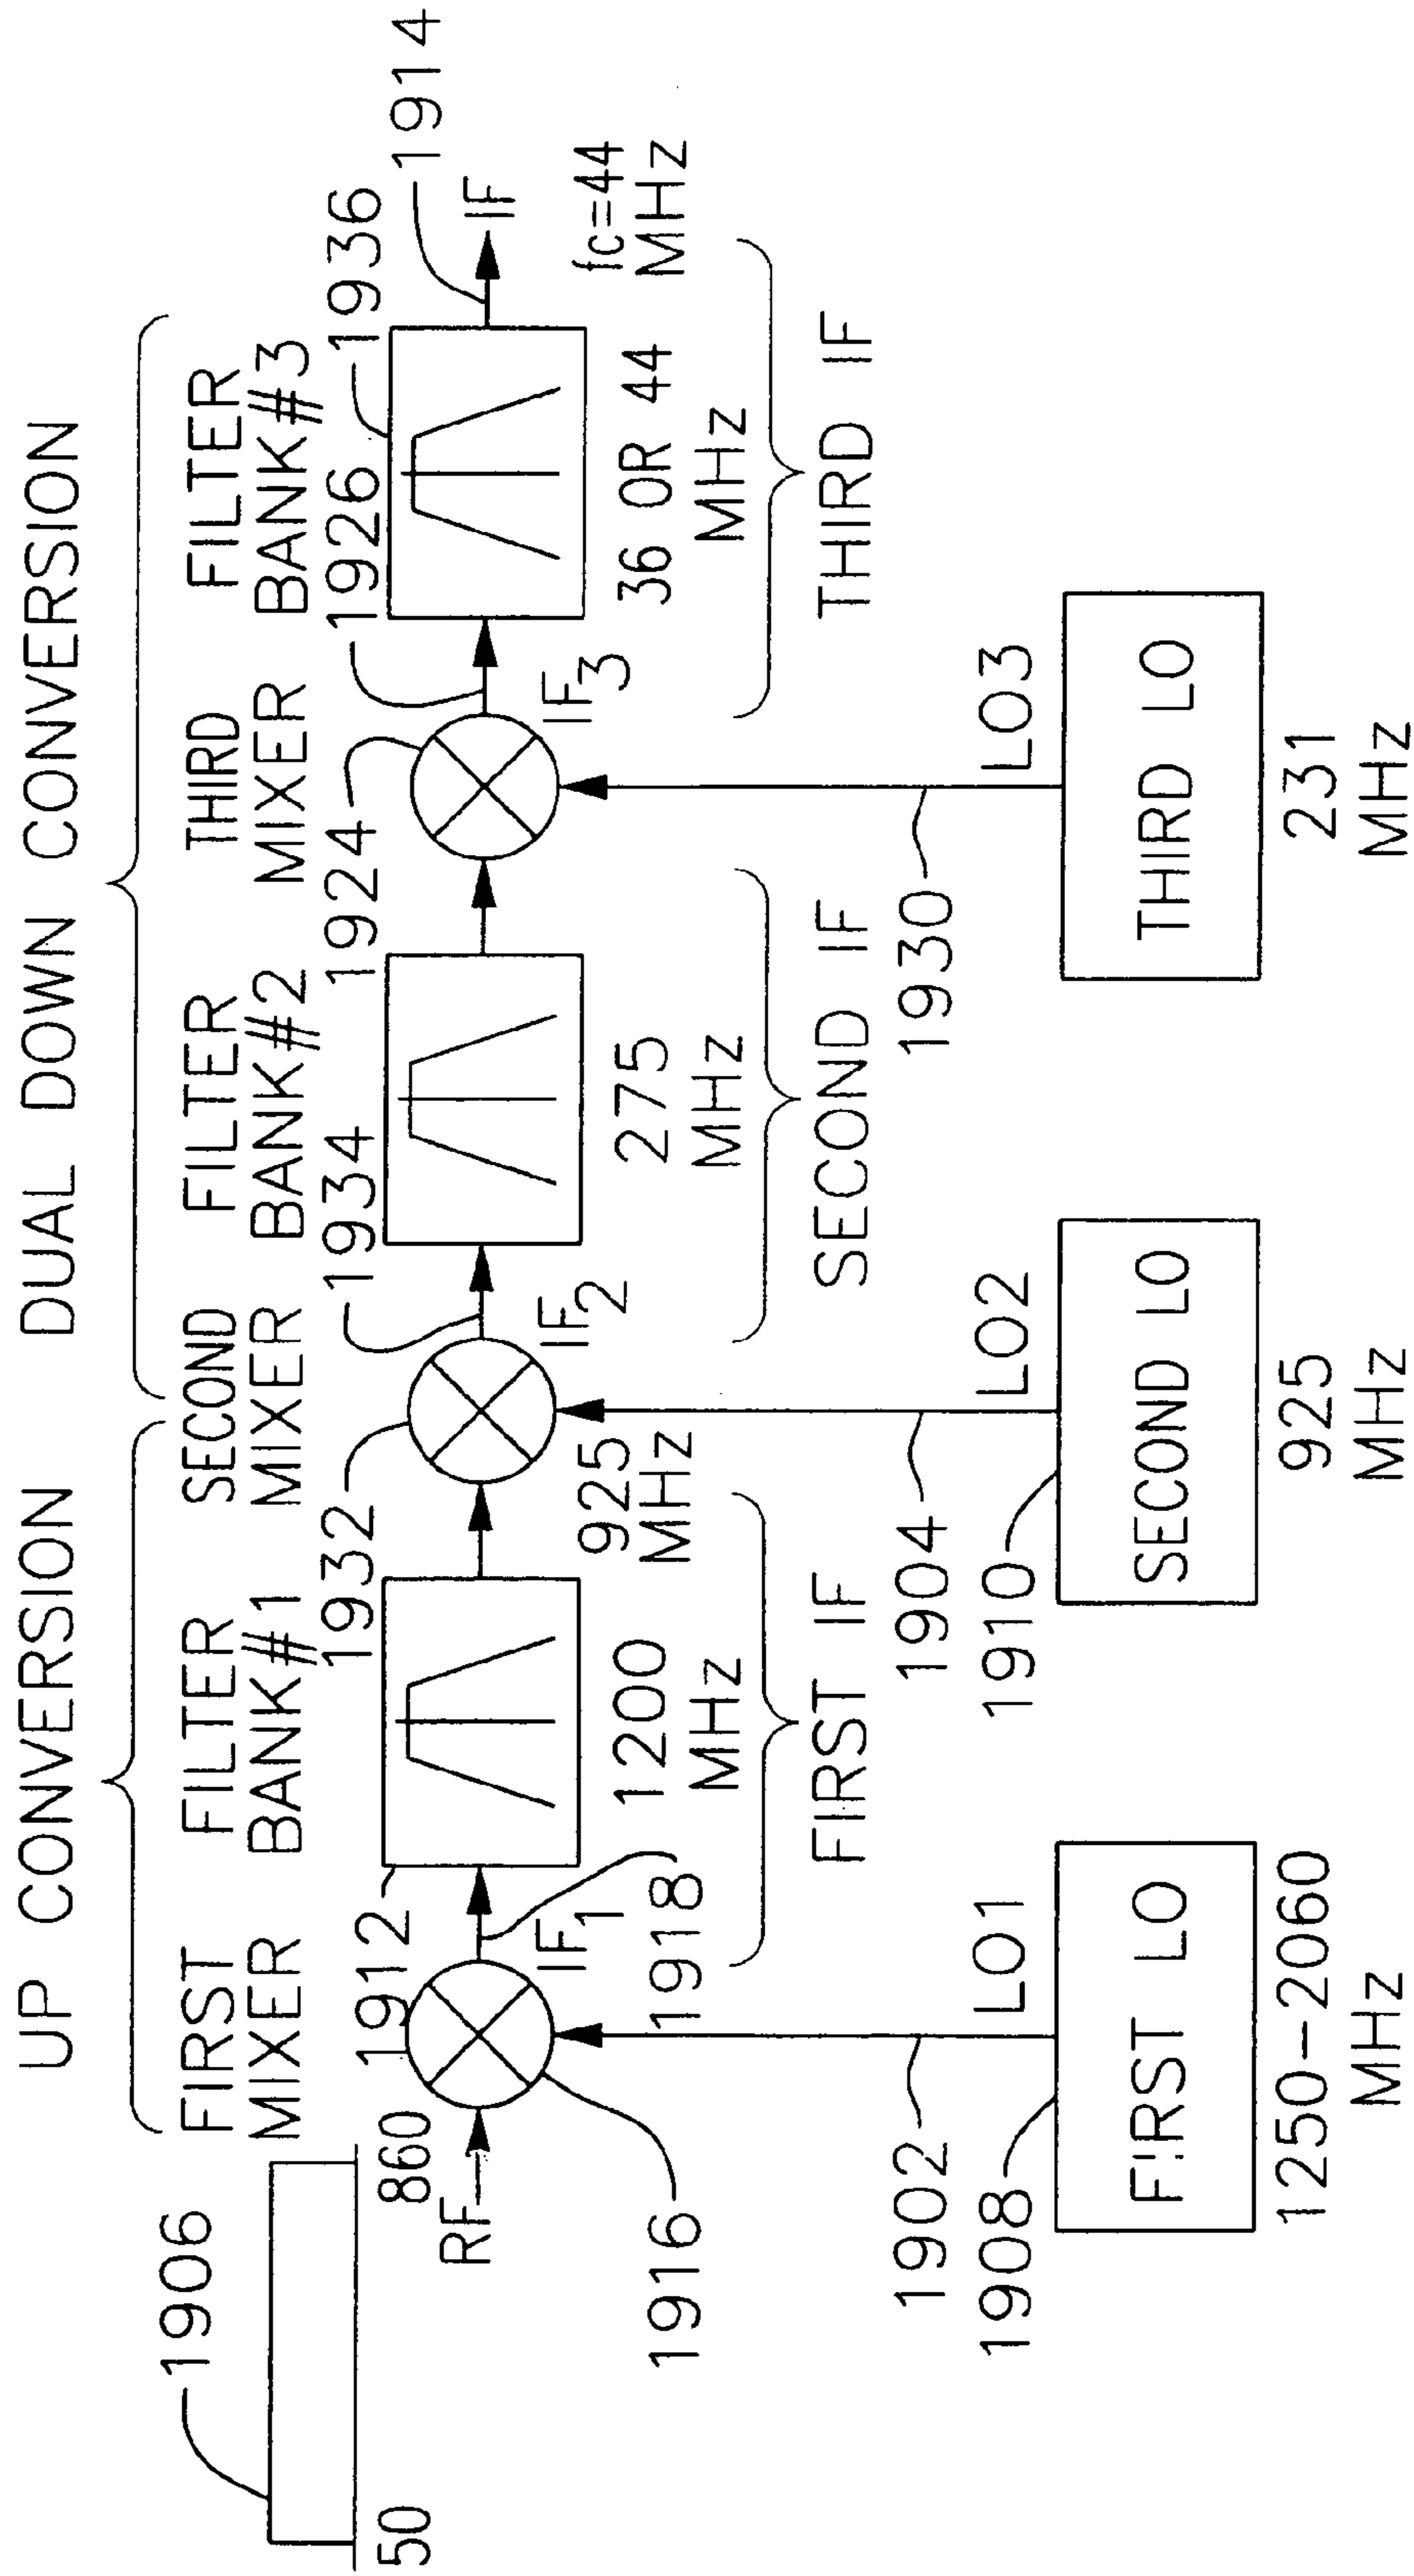 UP CONVERSION
DUAL DOWN CONVERSION
FIRST
MIXER
FILTER
BANK#1
SECOND
MIXER
FILTER
BANK#2
THIRD
MIXER
FILTER
BANK#3
1906
50
860
RF
1912
1932
1934
1924
1926
1936
1914
IF
fc=44
MHz
IF1
1918
1916
1200
MHz
925
MHz
IF2
275
MHz
IF3
36 OR 44
MHz
FIRST IF
SECOND IF
THIRD IF
1902
1908
LO1
1904
1910
LO2
1930
LO3
FIRST LO
SECOND LO
THIRD LO
1250-2060
MHz
925
MHz
231
MHz